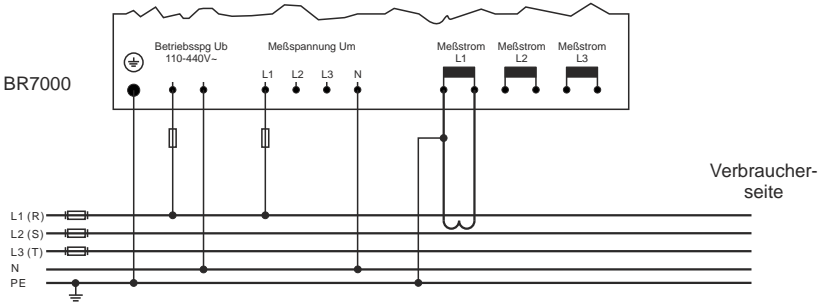 Betriebsspg Ub
110-440V~
Meßspannung Um
Meßstrom
L1
Meßstrom
L2
Meßstrom
L3
L1
L2
L3
N
BR7000
Verbraucher-
seite
L1 (R)
L2 (S)
L3 (T)
N
PE